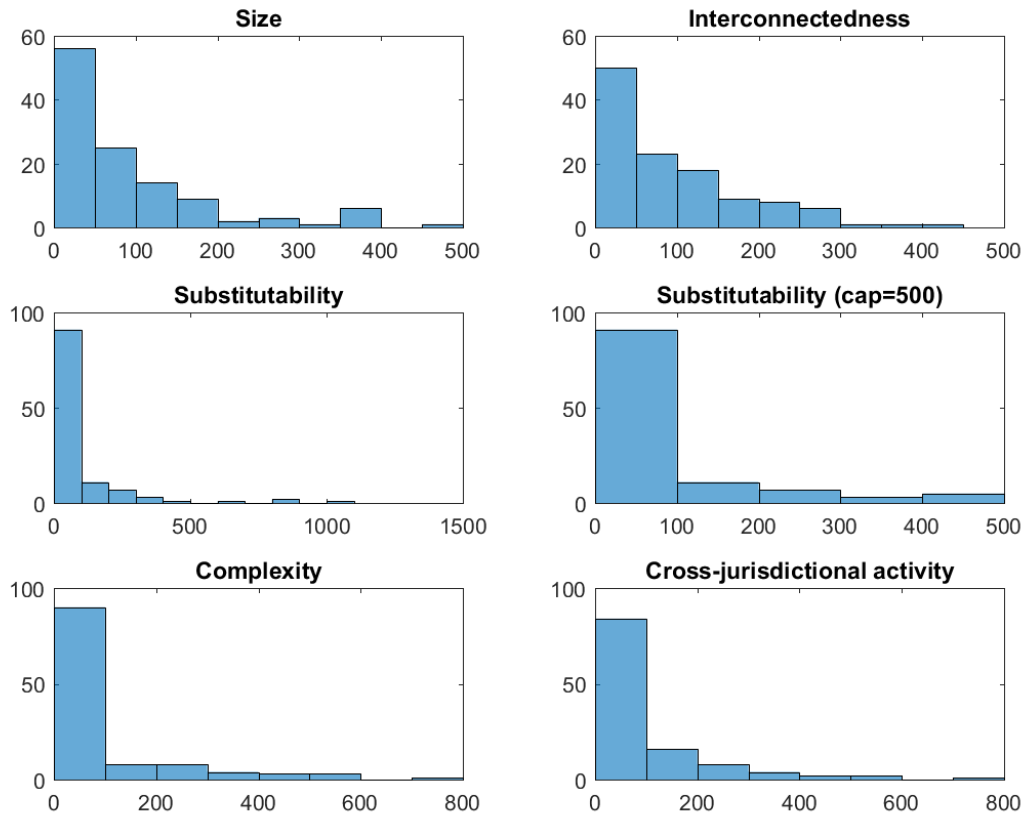 Size
60
40
20
0
0 100 200 300 400 500
Interconnectedness
60
40
20
0
0 100 200 300 400 500
Substitutability
100
50
0
0 500 1000 1500
Substitutability (cap=500)
100
50
0
0 100 200 300 400 500
Complexity
100
50
0
0 200 400 600 800
Cross-jurisdictional activity
100
50
0
0 200 400 600 800